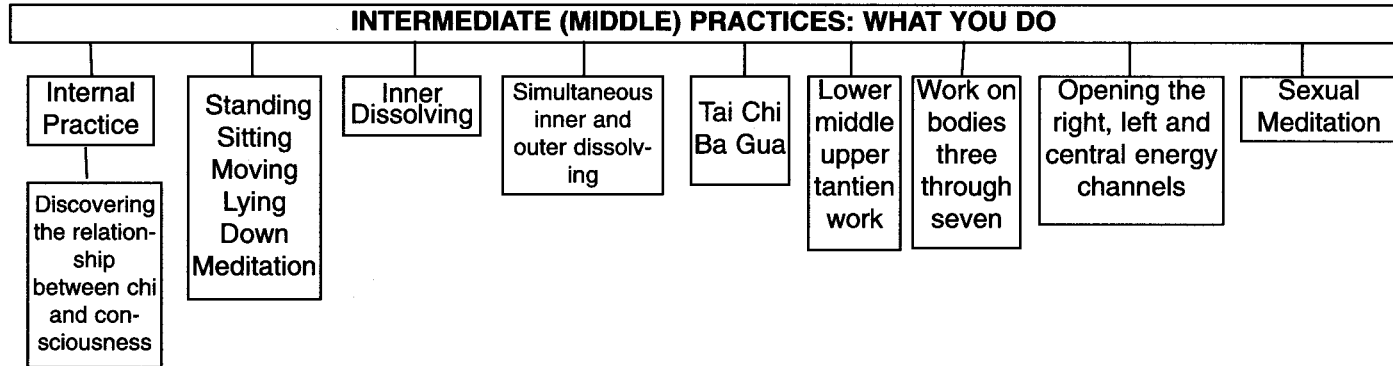 INTERMEDIATE (MIDDLE) PRACTICES: WHAT YOU DO
Internal
Practice
Discovering
the relation-
ship
between chi
and con-
sciousness
Standing
Sitting
Moving
Lying
Down
Meditation
Inner
Dissolving
Simultaneous
inner and
outer dissolv-
ing
Tai Chi
Ba Gua
Lower
middle
upper
tantien
work
Work on
bodies
three
through
seven
Opening the
right, left and
central energy
channels
Sexual
Meditation